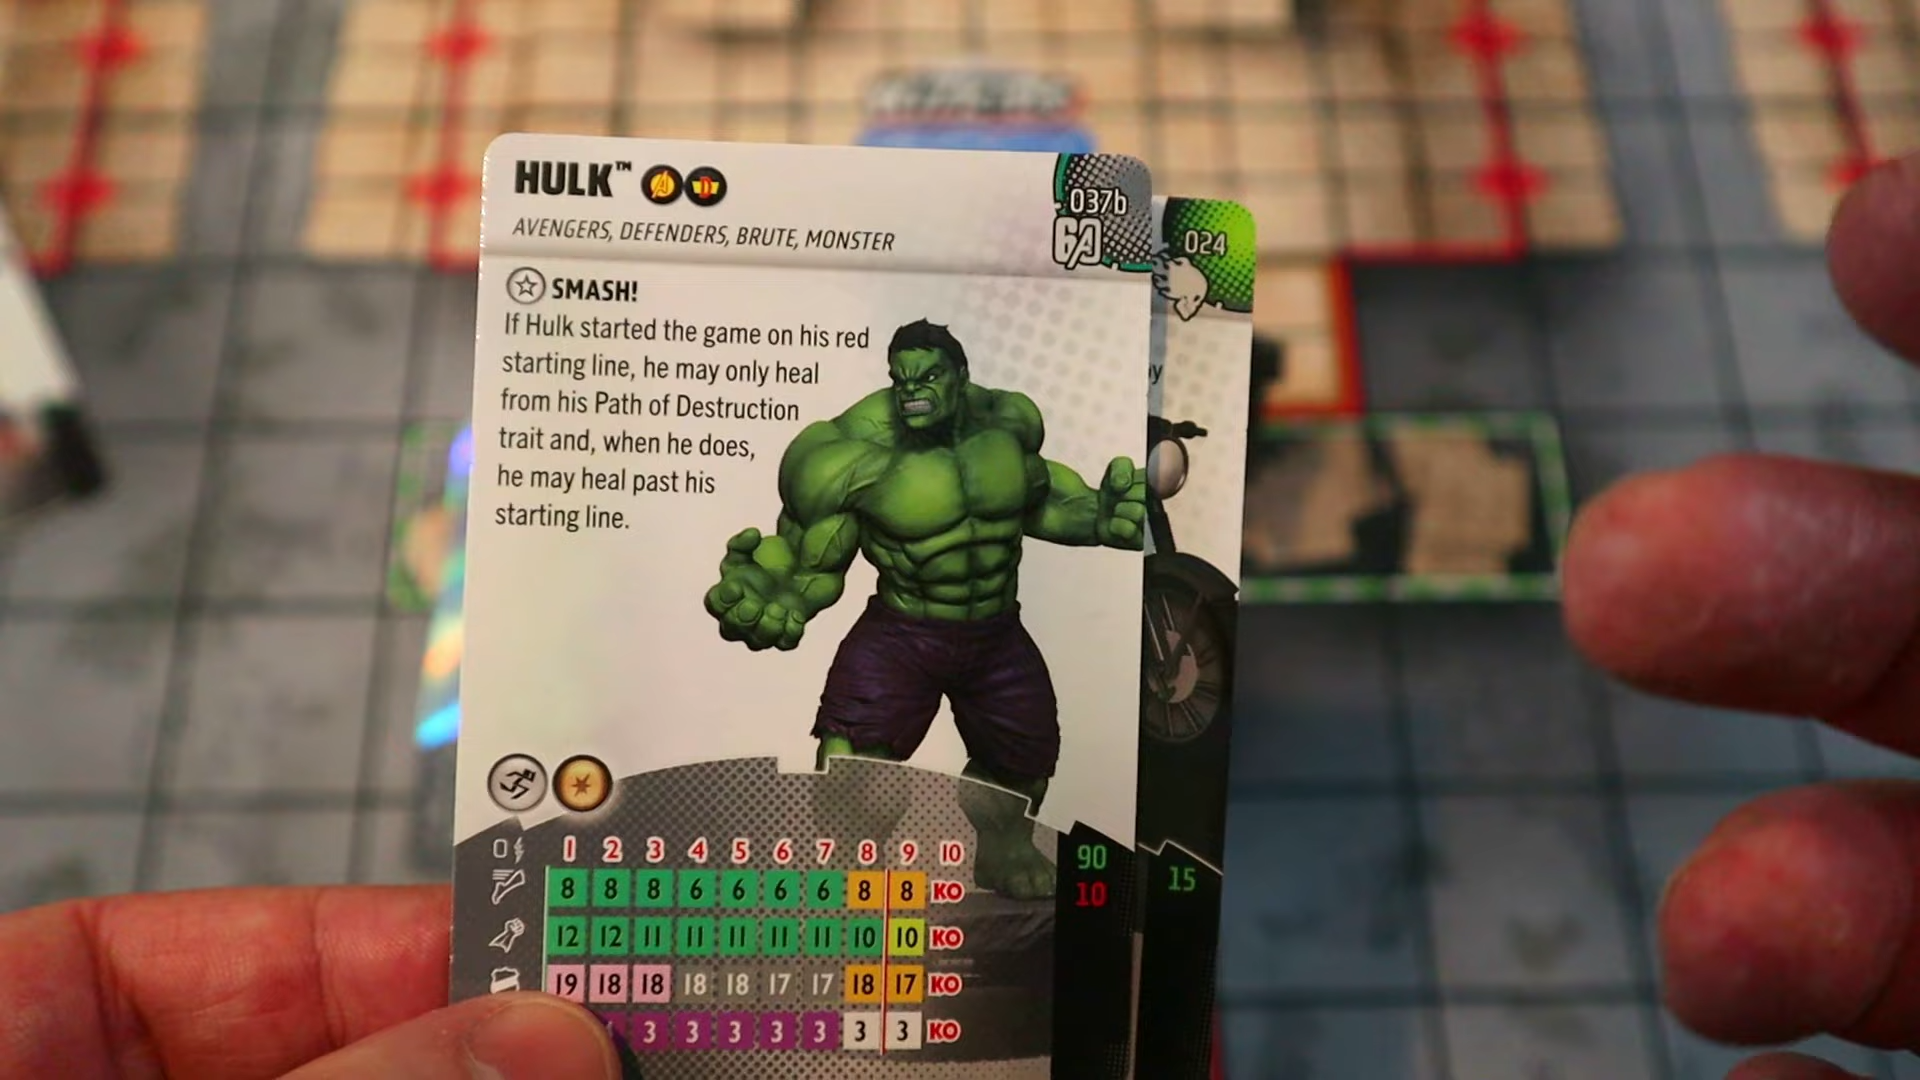 HULK™
AVENGERS, DEFENDERS, BRUTE, MONSTER
037b
60
024
SMASH!
If Hulk started the game on his red
starting line, he may only heal
from his Path of Destruction
trait and, when he does,
he may heal past his
starting line.
0 1 2 3 4 5 6 7 8 9 10
8 8 8 6 6 6 6 8 8 KO
12 12 11 11 11 11 11 10 10 KO
19 18 18 18 18 17 17 18 17 KO
3 3 3 3 3 3 3 KO
90
10
15